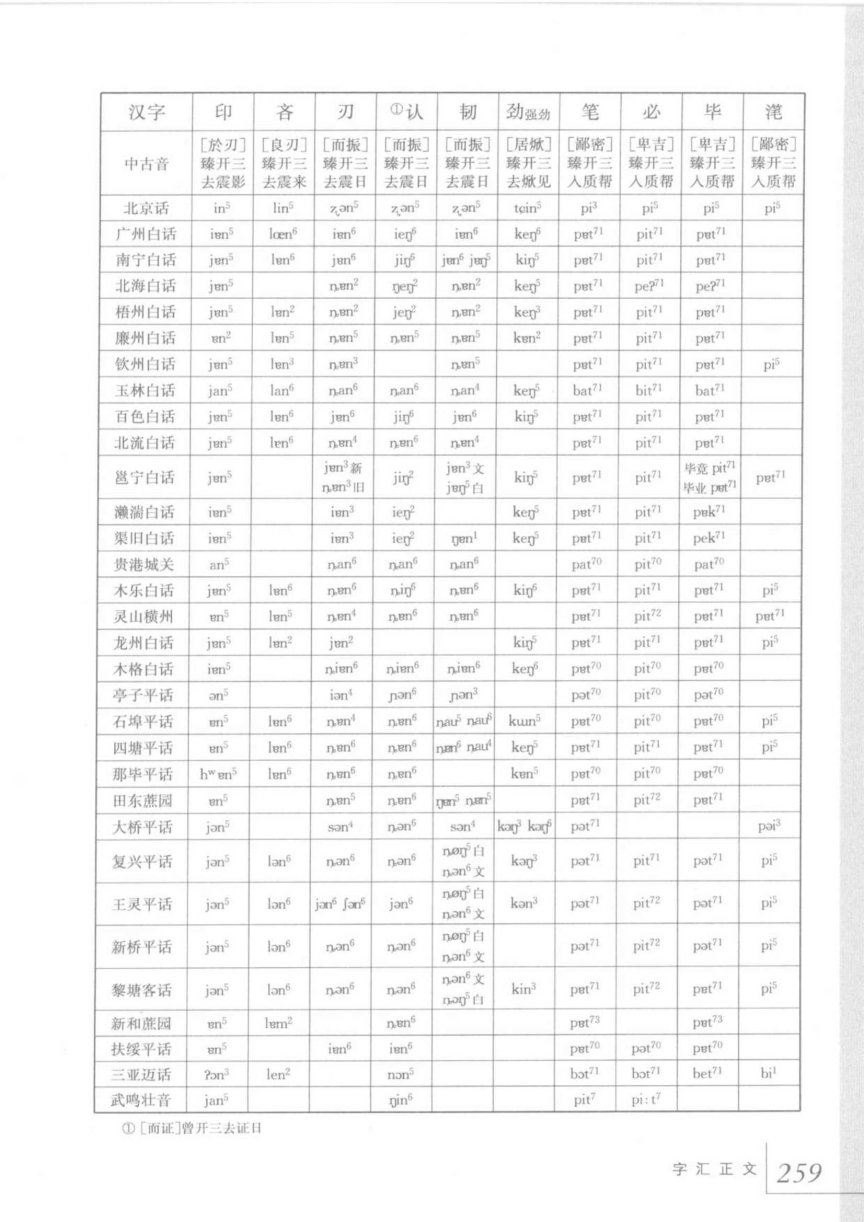 汉字 印 吝 刃 ①认 韧 劲强劲 笔 必 毕 滗
中古音 [於刃]臻开三去震影 [良刃]臻开三去震来 [而振]臻开三去震日 [而振]臻开三去震日 [而振]臻开三去震日 [居焮]臻开三去焮见 [鄙密]臻开三入质帮 [卑吉]臻开三入质帮 [卑吉]臻开三入质帮 [鄙密]臻开三入质帮
北京话 in⁵ lin⁵ ʐən⁵ ʐən⁵ ʐən⁵ tɕin⁵ pi³ pi⁵ pi⁵ pi⁵
广州白话 iɐn⁵ lœn⁶ iɐn⁶ ieŋ⁶ iɐn⁶ keŋ⁶ pɐt⁷¹ pit⁷¹ pɐt⁷¹
南宁白话 jɐn⁵ lɐn⁶ jɐn⁶ jiŋ⁶ jɐn⁶ jɐŋ⁵ kiŋ⁵ pɐt⁷¹ pit⁷¹ pɐt⁷¹
北海白话 jɐn⁵ ȵɐn² ŋeŋ² ȵɐn² keŋ⁵ pɐt⁷¹ peʔ⁷¹ peʔ⁷¹
梧州白话 jɐn⁵ lɐn² ȵɐn² jeŋ² ȵɐn² keŋ³ pɐt⁷¹ pit⁷¹ pɐt⁷¹
廉州白话 ɐn² lɐn⁵ ȵɐn⁵ ȵɐn⁵ ȵɐn⁵ kɐn² pɐt⁷¹ pit⁷¹ pɐt⁷¹
钦州白话 jɐn⁵ lɐn³ ȵɐn³ ȵɐn⁵ pɐt⁷¹ pit⁷¹ pɐt⁷¹ pi⁵
玉林白话 jan⁵ lan⁶ ȵan⁶ ȵan⁶ ȵan⁴ keŋ⁵ bat⁷¹ bit⁷¹ bat⁷¹
百色白话 jɐn⁵ lɐn⁶ jɐn⁶ jiŋ⁶ jɐn⁶ kiŋ⁵ pɐt⁷¹ pit⁷¹ pɐt⁷¹
北流白话 jɐn⁵ lɐn⁶ ȵɐn⁴ ȵɐn⁶ ȵɐn⁴ pɐt⁷¹ pit⁷¹ pɐt⁷¹
邕宁白话 jɐn⁵ jɐn³新 ȵɐn³旧 jiŋ² jɐn³文 jɐŋ⁵白 kiŋ⁵ pɐt⁷¹ pit⁷¹ 毕竟 pit⁷¹ 毕业 pɐt⁷¹ pɐt⁷¹
濑湍白话 iɐn⁵ iɐn³ ieŋ² keŋ⁵ pɐt⁷¹ pit⁷¹ pɐk⁷¹
渠旧白话 iɐn⁵ iɐn³ ieŋ² ŋɐn¹ keŋ⁵ pɐt⁷¹ pit⁷¹ pek⁷¹
贵港城关 an⁵ ȵan⁶ ȵan⁶ ȵan⁶ pat⁷⁰ pit⁷⁰ pat⁷⁰
木乐白话 jɐn⁵ lɐn⁶ ȵɐn⁶ ȵiŋ⁶ ȵɐn⁶ kiŋ⁶ pɐt⁷¹ pit⁷¹ pɐt⁷¹ pi⁵
灵山横州 ɐn⁵ lɐn⁵ ȵɐn⁴ ȵɐn⁶ ȵɐn⁶ pɐt⁷¹ pit⁷² pɐt⁷¹ pɐt⁷¹
龙州白话 jɐn⁵ lɐn² jɐn² kiŋ⁵ pɐt⁷¹ pit⁷¹ pɐt⁷¹ pi⁵
木格白话 iɐn⁵ ȵiɐn⁶ ȵiɐn⁶ ȵiɐn⁶ keŋ⁶ pɐt⁷⁰ pit⁷⁰ pɐt⁷⁰
亭子平话 ən⁵ iən⁴ ɲən⁶ ɲən³ pət⁷⁰ pit⁷⁰ pət⁷⁰
石埠平话 ɐn⁵ lɐn⁶ ȵɐn⁴ ȵɐn⁶ ȵau⁵ ȵau⁶ kɯn⁵ pɐt⁷⁰ pit⁷⁰ pɐt⁷⁰ pi⁵
四塘平话 ɐn⁵ lɐn⁶ ȵɐn⁶ ȵɐn⁶ ȵɐn⁶ ȵau⁴ keŋ⁵ pɐt⁷¹ pit⁷¹ pɐt⁷¹ pi⁵
那毕平话 hʷɐn⁵ lɐn⁶ ȵɐn⁶ ȵɐn⁶ kɐn⁵ pɐt⁷⁰ pit⁷⁰ pɐt⁷⁰
田东蔗园 ɐn⁵ ȵɐn⁵ ȵɐn⁶ ŋɐn⁵ ȵɐn⁵ pɐt⁷¹ pit⁷² pɐt⁷¹
大桥平话 jən⁵ sən⁴ ȵən⁶ sən⁴ kəŋ³ kəŋ⁶ pət⁷¹ pəi³
复兴平话 jən⁵ lən⁶ ȵən⁶ ȵən⁶ ȵøŋ⁵白 ȵən⁶文 kəŋ³ pət⁷¹ pit⁷¹ pət⁷¹ pi⁵
王灵平话 jən⁵ lən⁶ jən⁶ ʃən⁶ jən⁶ ȵøŋ⁵白 ȵən⁶文 kən³ pət⁷¹ pit⁷² pət⁷¹ pi⁵
新桥平话 jən⁵ lən⁶ ȵən⁶ ȵən⁶ ȵøŋ⁵白 ȵən⁶文 pət⁷¹ pit⁷² pət⁷¹ pi⁵
黎塘客话 jən⁵ lən⁶ ȵən⁶ ȵən⁶ ȵən⁶文 ȵəŋ⁵白 kin³ pɐt⁷¹ pit⁷² pɐt⁷¹ pi⁵
新和蔗园 ɐn⁵ lɐm² ȵɐn⁶ pɐt⁷³ pɐt⁷³
扶绥平话 ɐn⁵ iɐn⁶ iɐn⁶ pɐt⁷⁰ pət⁷⁰ pɐt⁷⁰
三亚迈话 ʔɔn³ len² nɔn⁵ bɔt⁷¹ bɔt⁷¹ bet⁷¹ bi¹
武鸣壮音 jan⁵ ŋin⁶ pit⁷ pi:t⁷
①[而证]曾开三去证日
字汇正文 259